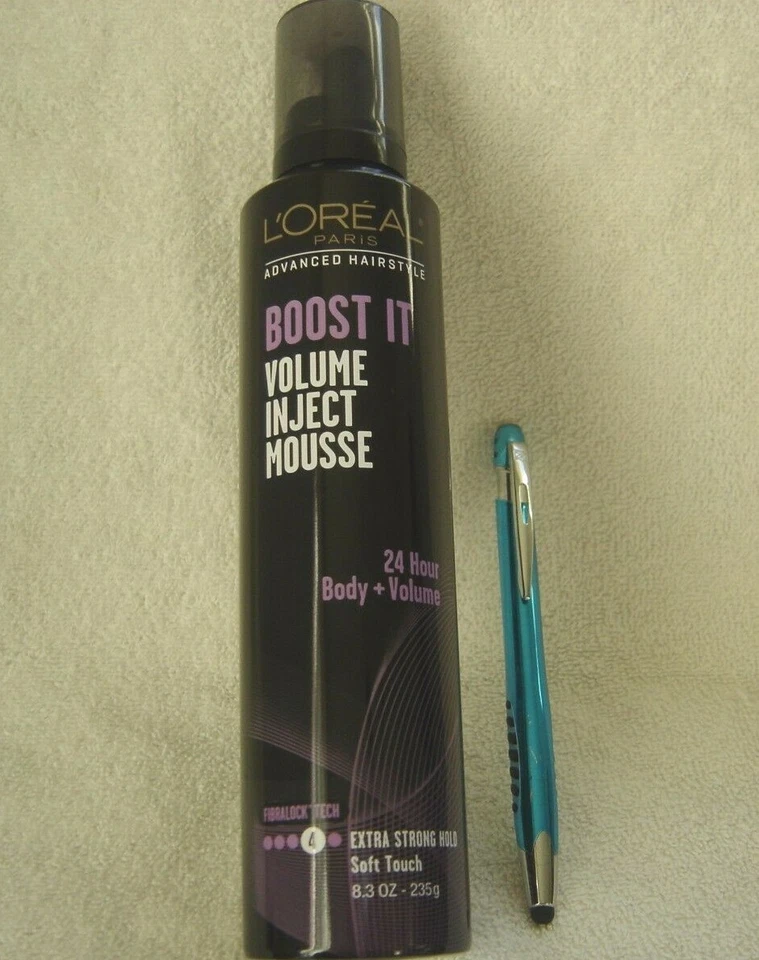 L'ORÉAL
PARIS
ADVANCED HAIRSTYLE
BOOST IT
VOLUME
INJECT
MOUSSE
24 Hour
Body + Volume
FIBRALOCK™ TECH
4 EXTRA STRONG HOLD
Soft Touch
8.3 OZ - 235g